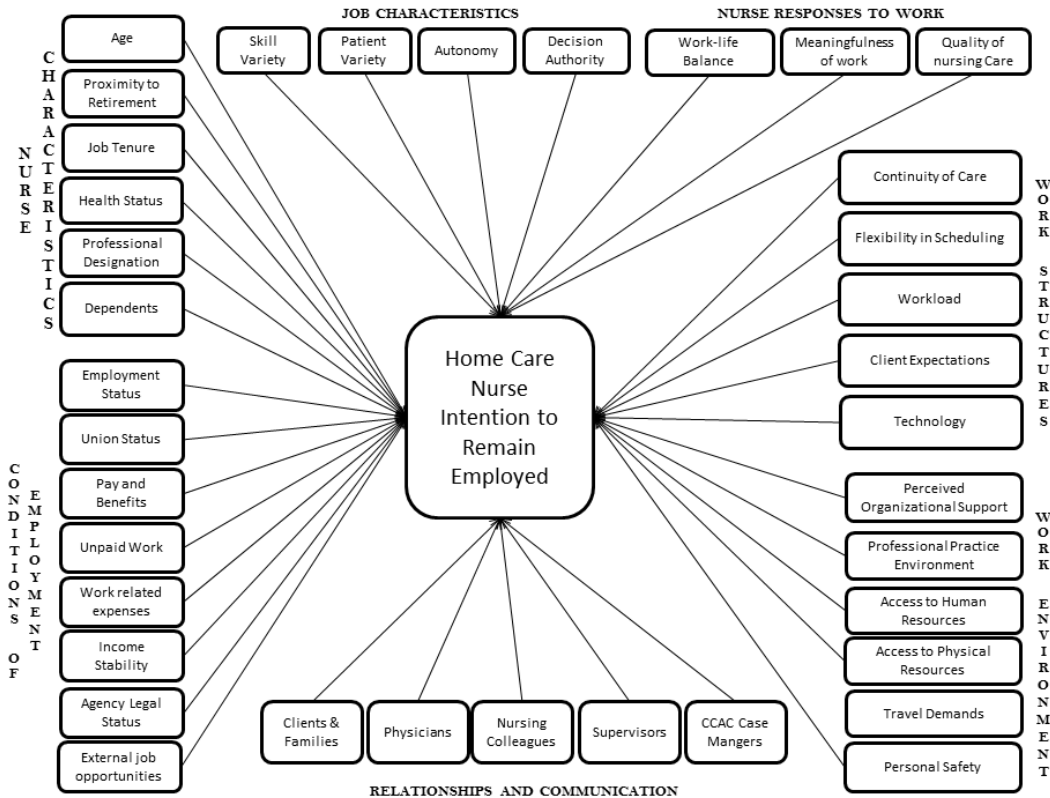 JOB CHARACTERISTICS
NURSE RESPONSES TO WORK
Skill
Variety
Patient
Variety
Autonomy
Decision
Authority
Work-life
Balance
Meaningfulness
of work
Quality of
nursing Care
NURSE
CHARACTERISTICS
Age
Proximity to
Retirement
Job Tenure
Health Status
Professional
Designation
Dependents
CONDITIONS OF
EMPLOYMENT
Employment
Status
Union Status
Pay and
Benefits
Unpaid Work
Work related
expenses
Income
Stability
Agency Legal
Status
External job
opportunities
Home Care
Nurse
Intention to
Remain
Employed
WORK STRUCTURES
Continuity of Care
Flexibility in Scheduling
Workload
Client Expectations
Technology
WORK ENVIRONMENT
Perceived
Organizational Support
Professional Practice
Environment
Access to Human
Resources
Access to Physical
Resources
Travel Demands
Personal Safety
Clients &
Families
Physicians
Nursing
Colleagues
Supervisors
CCAC Case
Mangers
RELATIONSHIPS AND COMMUNICATION